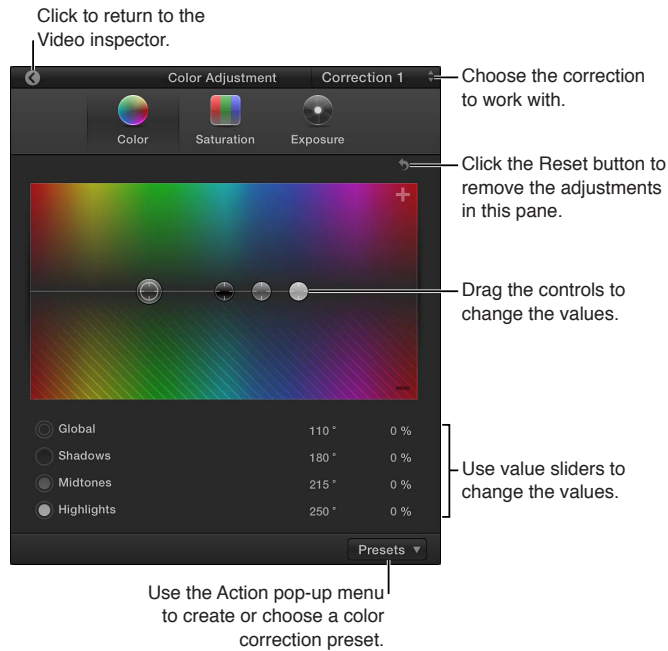 Click to return to the
Video inspector.
Color Adjustment
Correction 1
Choose the correction
to work with.
Color
Saturation
Exposure
Click the Reset button to
remove the adjustments
in this pane.
Drag the controls to
change the values.
Global 110 ° 0 %
Shadows 180 ° 0 %
Midtones 215 ° 0 %
Highlights 250 ° 0 %
Use value sliders to
change the values.
Presets
Use the Action pop-up menu
to create or choose a color
correction preset.